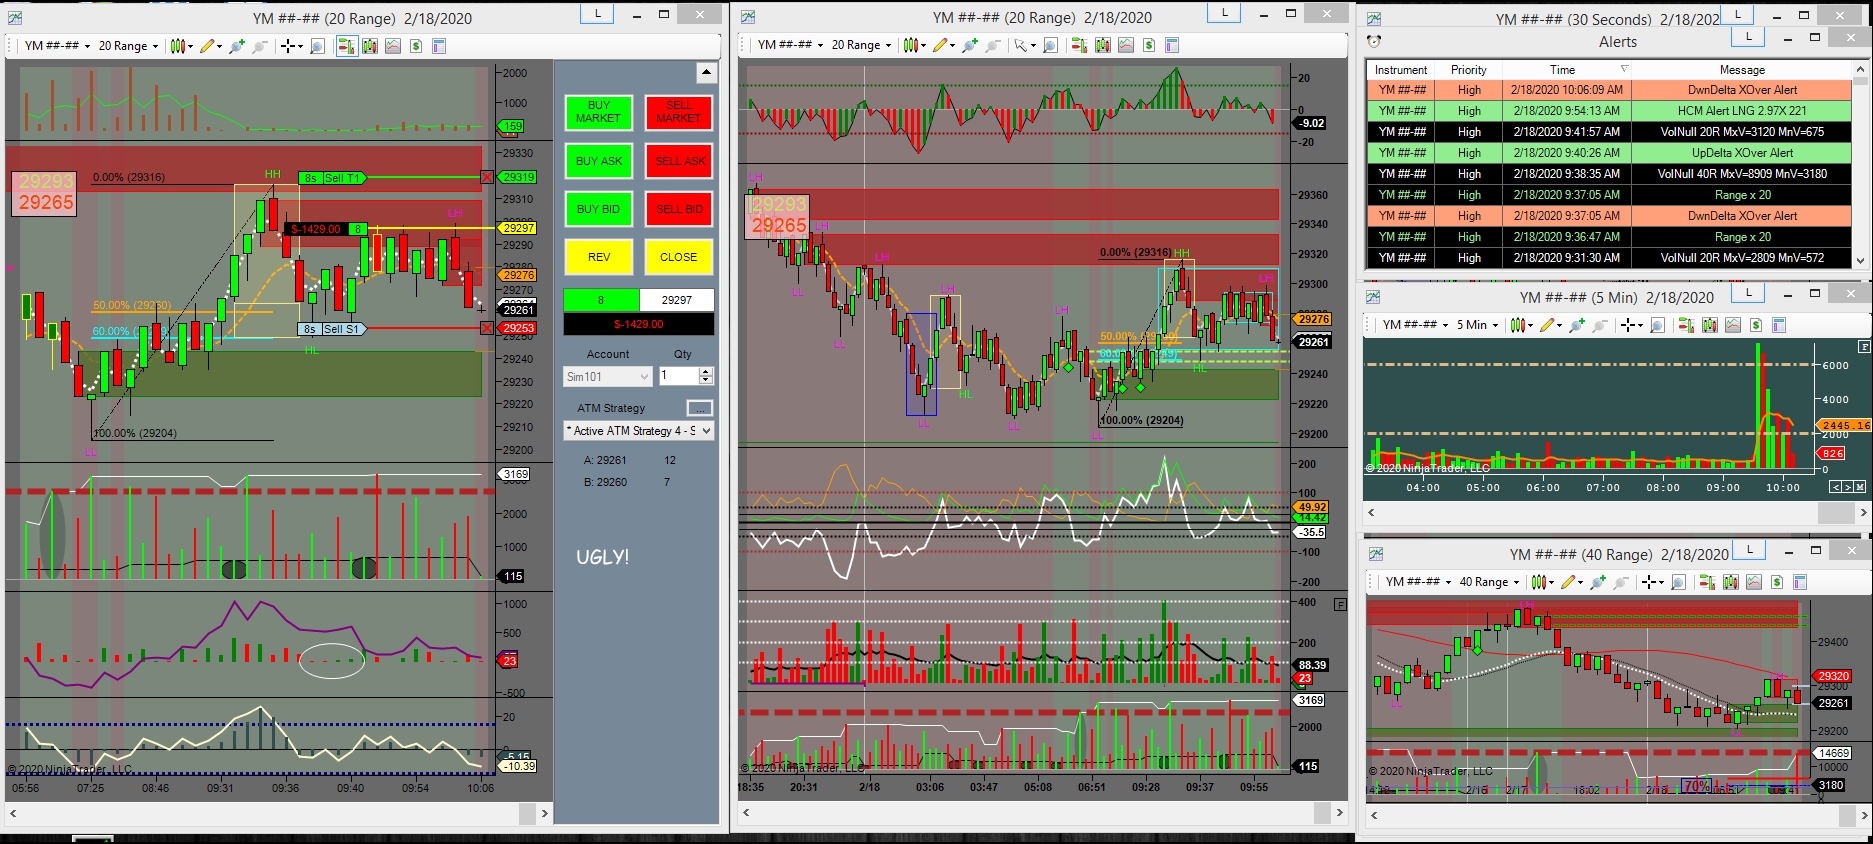 YM ##-## (20 Range)  2/18/2020
L
YM ##-##
20 Range
2000
1000
159
29330
29293
29265
0.00% (29316)
HH
8s
Sell T1
29319
29310
$-1429.00
8
LH
29297
29290
29276
50.00% (29260)
29261
8s
Sell S1
29253
HL
29240
29230
29220
100.00% (29204)
29210
LL
29200
3169
2000
1000
115
1000
500
23
-500
20
-5.15
-10.39
© 2020 NinjaTrader, LLC
05:56
07:25
08:46
09:31
09:36
09:40
09:54
10:06
BUY MARKET
SELL MARKET
BUY ASK
SELL ASK
BUY BID
SELL BID
REV
CLOSE
8
29297
$-1429.00
Account
Qty
Sim101
1
ATM Strategy
...
* Active ATM Strategy 4 - S
A: 29261
12
B: 29260
7
UGLY!
YM ##-## (20 Range)  2/18/2020
L
YM ##-##
20 Range
20
0
-9.02
-20
LH
29360
29293
29265
29340
LH
0.00% (29316)
HH
29320
LL
LH
LH
29300
LH
29276
LL
50.00%
29261
HL
HL
29240
29220
LL
LL
LL
100.00% (29204)
29200
200
100
49.92
14.42
-35.5
-100
-200
400
F
200
88.39
23
3169
2000
115
© 2020 NinjaTrader, LLC
18:35
20:31
2/18
03:06
03:47
05:08
09:28
09:37
09:55
YM ##-## (30 Seconds)  2/18/202
L
Alerts
L
Instrument
Priority
Time
Message
YM ##-##
High
2/18/2020 10:06:09 AM
DwnDelta XOver Alert
YM ##-##
High
2/18/2020 9:54:13 AM
HCM Alert LNG 2.97X 221
YM ##-##
High
2/18/2020 9:41:57 AM
VolNull 20R MxV=3120 MnV=675
YM ##-##
High
2/18/2020 9:40:26 AM
UpDelta XOver Alert
YM ##-##
High
2/18/2020 9:38:35 AM
VolNull 40R MxV=8909 MnV=3180
YM ##-##
High
2/18/2020 9:37:05 AM
Range x 20
YM ##-##
High
2/18/2020 9:37:05 AM
DwnDelta XOver Alert
YM ##-##
High
2/18/2020 9:36:47 AM
Range x 20
YM ##-##
High
2/18/2020 9:31:30 AM
VolNull 20R MxV=2809 MnV=572
YM ##-## (5 Min)  2/18/2020
L
YM ##-##
5 Min
F
6000
4000
2445.16
2000
826
0
© 2020 NinjaTrader, LLC
04:00
05:00
06:00
07:00
08:00
09:00
10:00
< > M
YM ##-## (40 Range)  2/18/2020
L
YM ##-##
40 Range
29400
29320
29300
29261
LL
29200
LL
14669
10000
© 2020 NinjaTrader, LLC
70%
3180
0
2/16
2/17
18:02